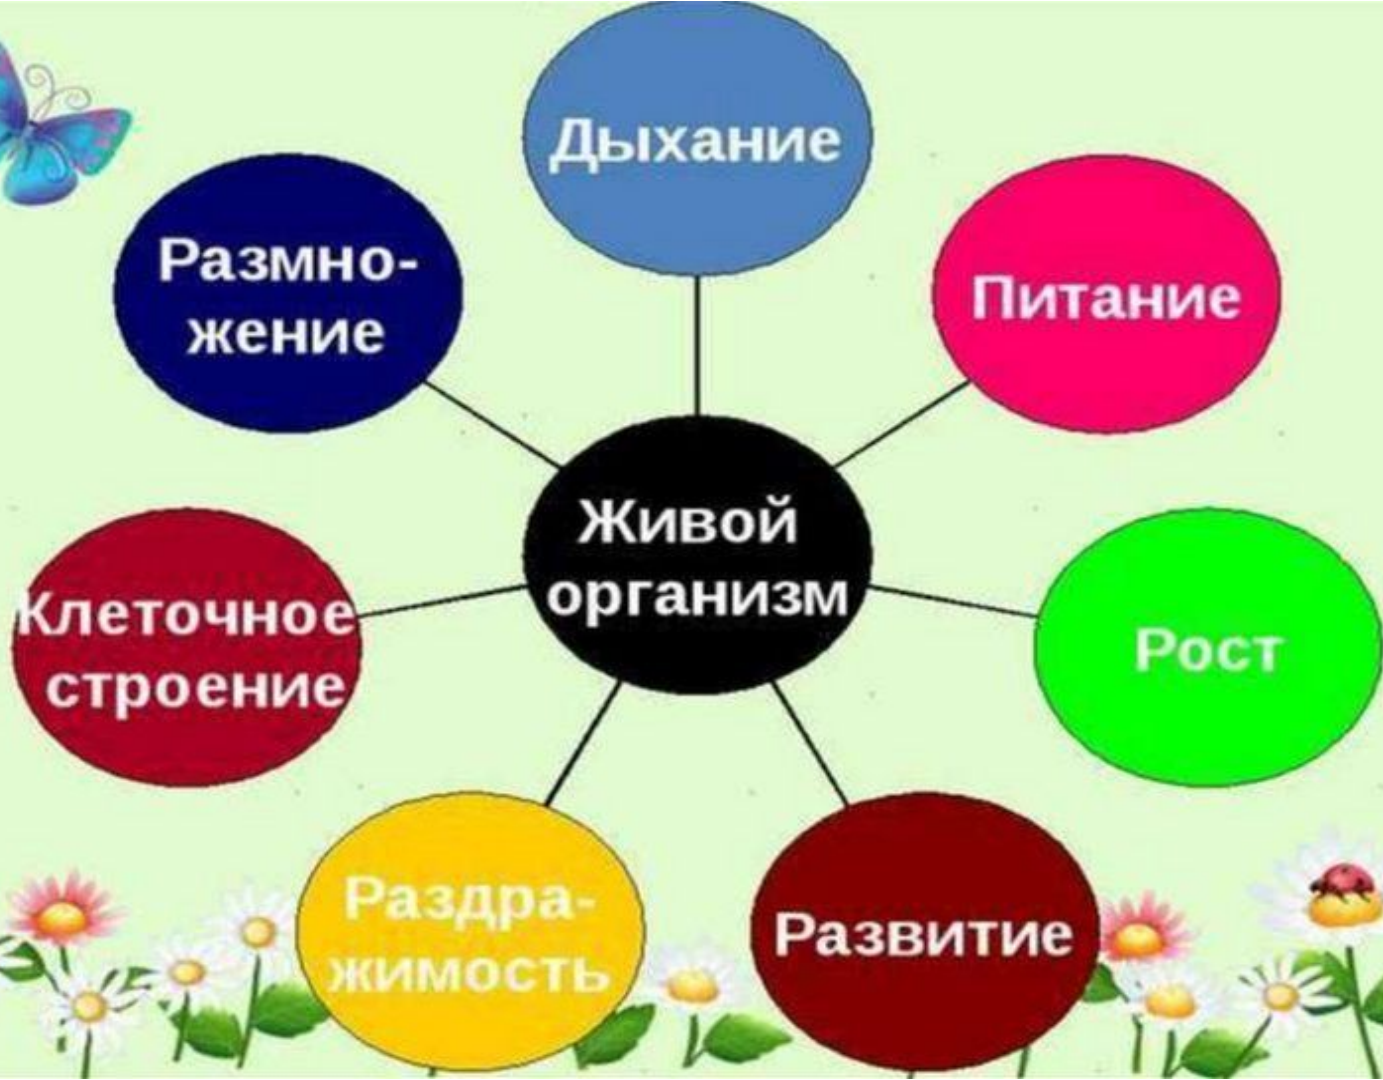 Дыхание
Размно-
жение
Питание
Живой
организм
Клеточное
строение
Рост
Раздра-
жимость
Развитие